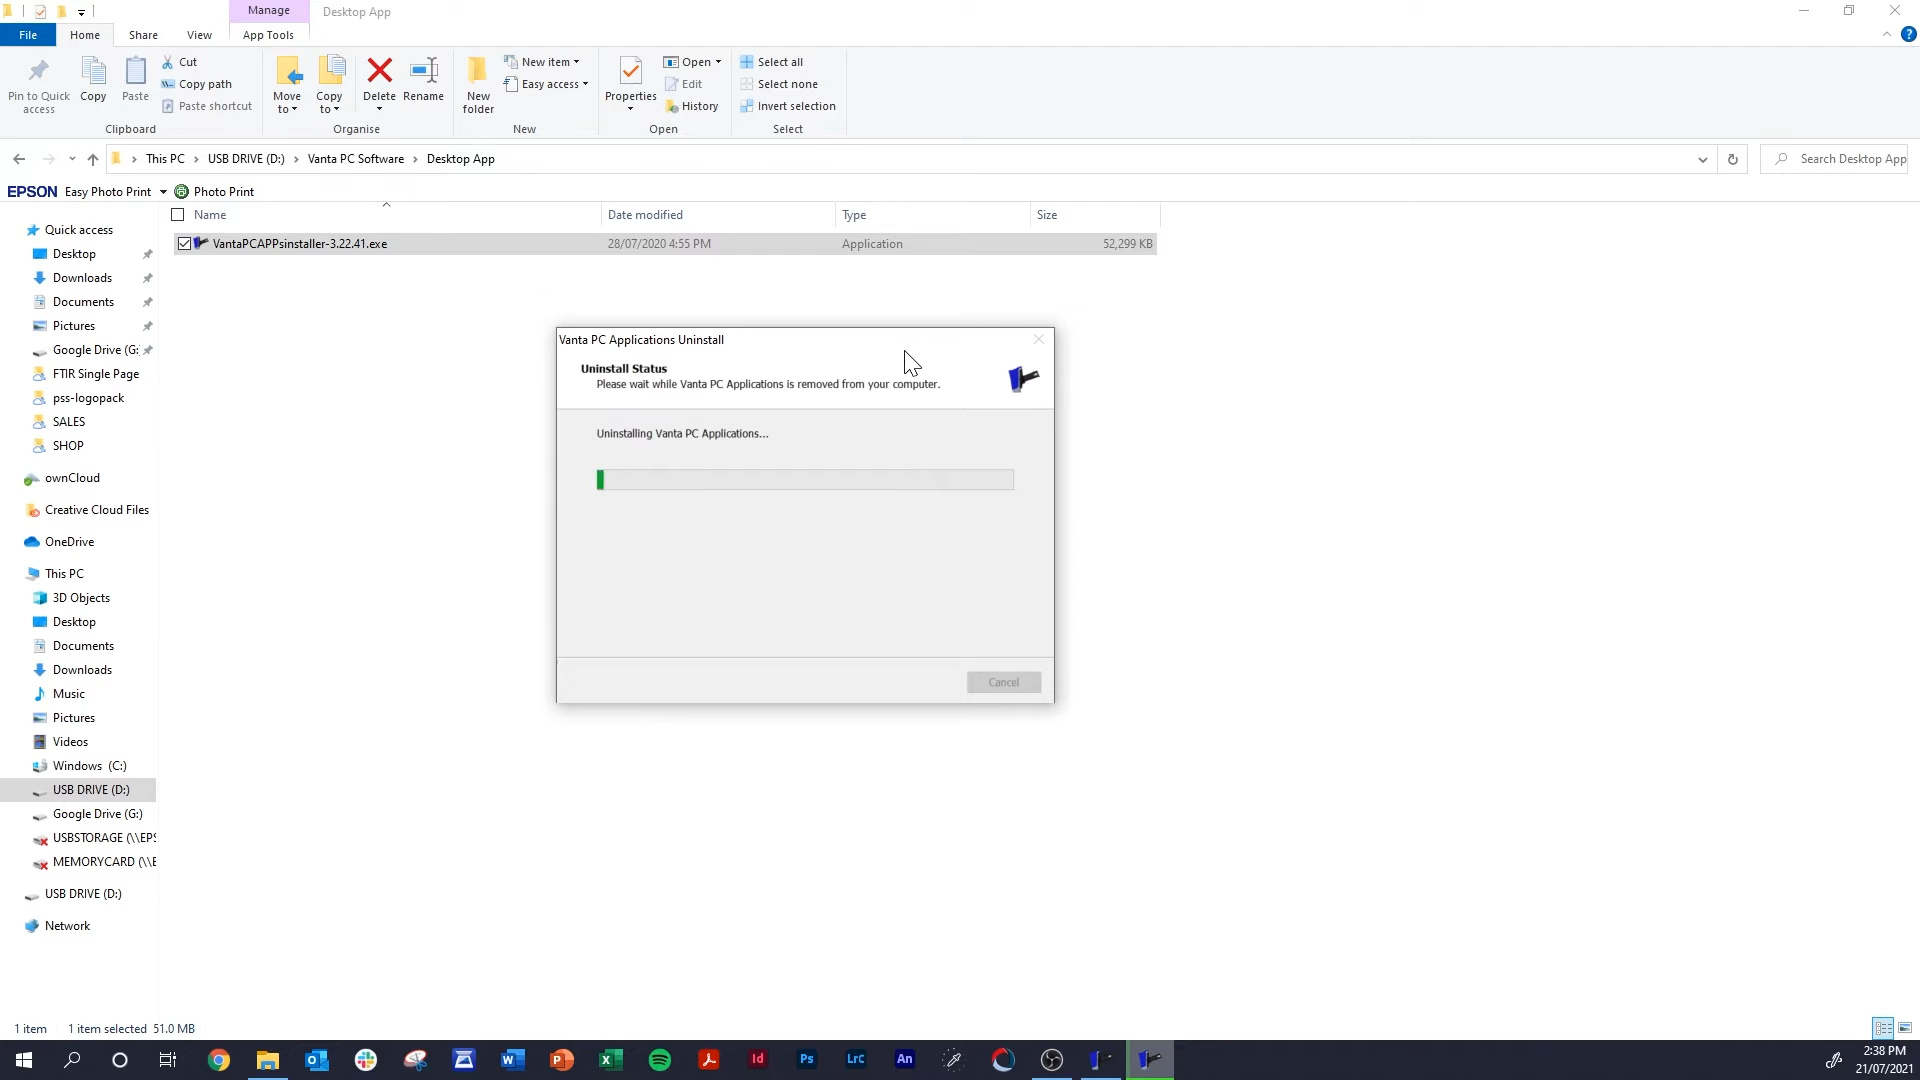 Manage
Desktop App
File
Home
Share
View
App Tools
Pin to Quick access
Copy
Paste
Cut
Copy path
Paste shortcut
Clipboard
Move to
Copy to
Delete
Rename
Organise
New folder
New item
Easy access
New
Properties
Open
Edit
History
Open
Select all
Select none
Invert selection
Select
This PC
USB DRIVE (D:)
Vanta PC Software
Desktop App
Search Desktop App
EPSON Easy Photo Print
Photo Print
Name
Date modified
Type
Size
VantaPCAPPsinstaller-3.22.41.exe
28/07/2020 4:55 PM
Application
52,299 KB
Quick access
Desktop
Downloads
Documents
Pictures
Google Drive (G:
FTIR Single Page
pss-logopack
SALES
SHOP
ownCloud
Creative Cloud Files
OneDrive
This PC
3D Objects
Desktop
Documents
Downloads
Music
Pictures
Videos
Windows (C:)
USB DRIVE (D:)
Google Drive (G:)
USBSTORAGE (\\EPS
MEMORYCARD (\\E
USB DRIVE (D:)
Network
Vanta PC Applications Uninstall
Uninstall Status
Please wait while Vanta PC Applications is removed from your computer.
Uninstalling Vanta PC Applications...
Cancel
1 item
1 item selected 51.0 MB
Id
Ps
LrC
An
2:38 PM
21/07/2021